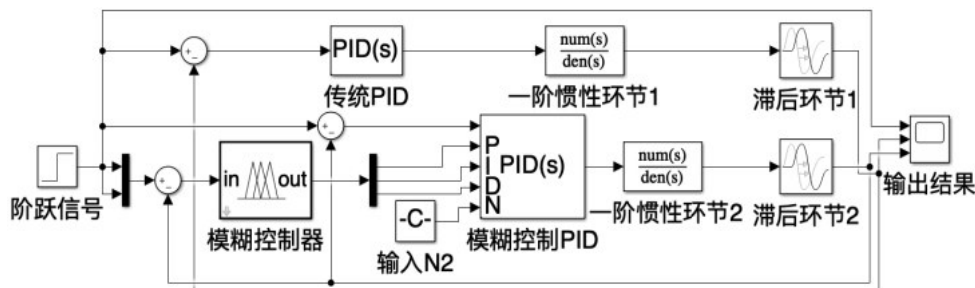 PID(s)
num(s)
den(s)
传统PID
一阶惯性环节1
滞后环节1
P
I
D
N
PID(s)
num(s)
den(s)
in
out
-C-
阶跃信号
模糊控制器
输入N2
模糊控制PID
一阶惯性环节2
滞后环节2
输出结果